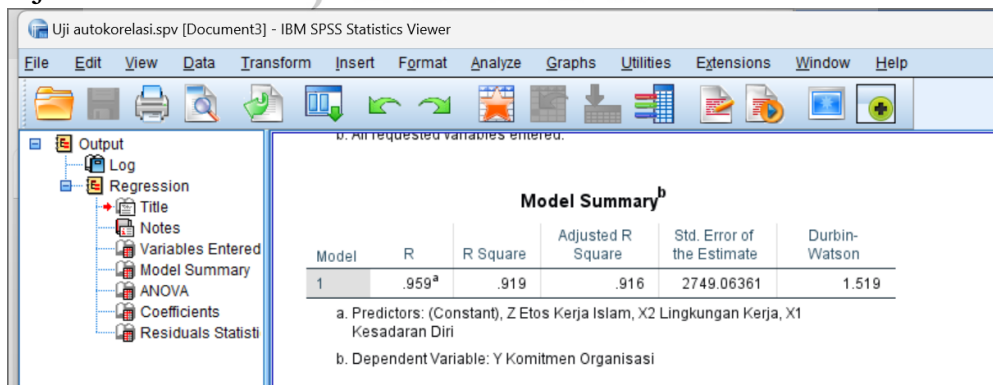 Uji autokorelasi.spv [Document3] - IBM SPSS Statistics Viewer
File Edit View Data Transform Insert Format Analyze Graphs Utilities Extensions Window Help
Output
Log
Regression
Title
Notes
Variables Entered
Model Summary
ANOVA
Coefficients
Residuals Statisti
b. All requested variables entered.
Model Summaryb
Model R R Square Adjusted R Square Std. Error of the Estimate Durbin-Watson
1 .959a .919 .916 2749.06361 1.519
a. Predictors: (Constant), Z Etos Kerja Islam, X2 Lingkungan Kerja, X1
Kesadaran Diri
b. Dependent Variable: Y Komitmen Organisasi